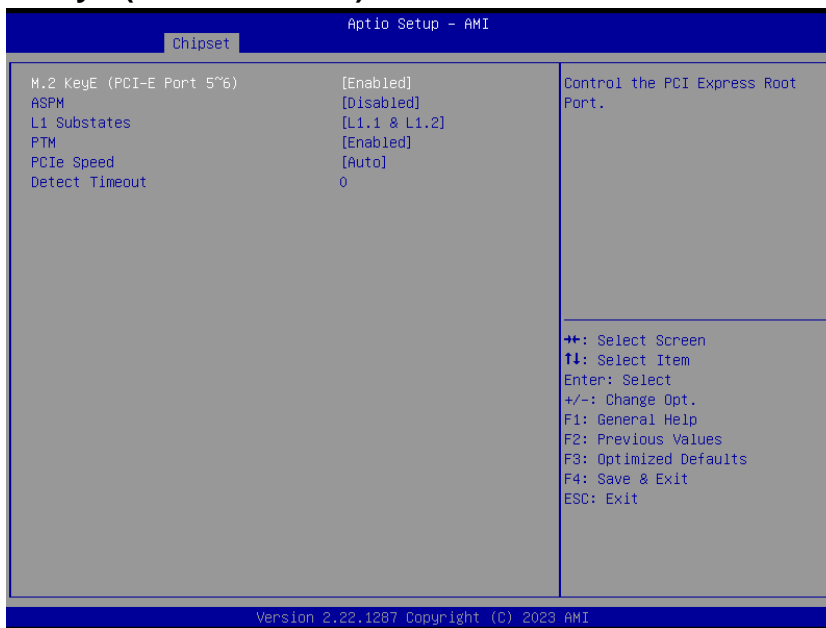 Aptio Setup – AMI
Chipset
M.2 KeyE (PCI-E Port 5~6) [Enabled]
ASPM [Disabled]
L1 Substates [L1.1 & L1.2]
PTM [Enabled]
PCIe Speed [Auto]
Detect Timeout 0
Control the PCI Express Root
Port.
→←: Select Screen
↑↓: Select Item
Enter: Select
+/-: Change Opt.
F1: General Help
F2: Previous Values
F3: Optimized Defaults
F4: Save & Exit
ESC: Exit
Version 2.22.1287 Copyright (C) 2023 AMI